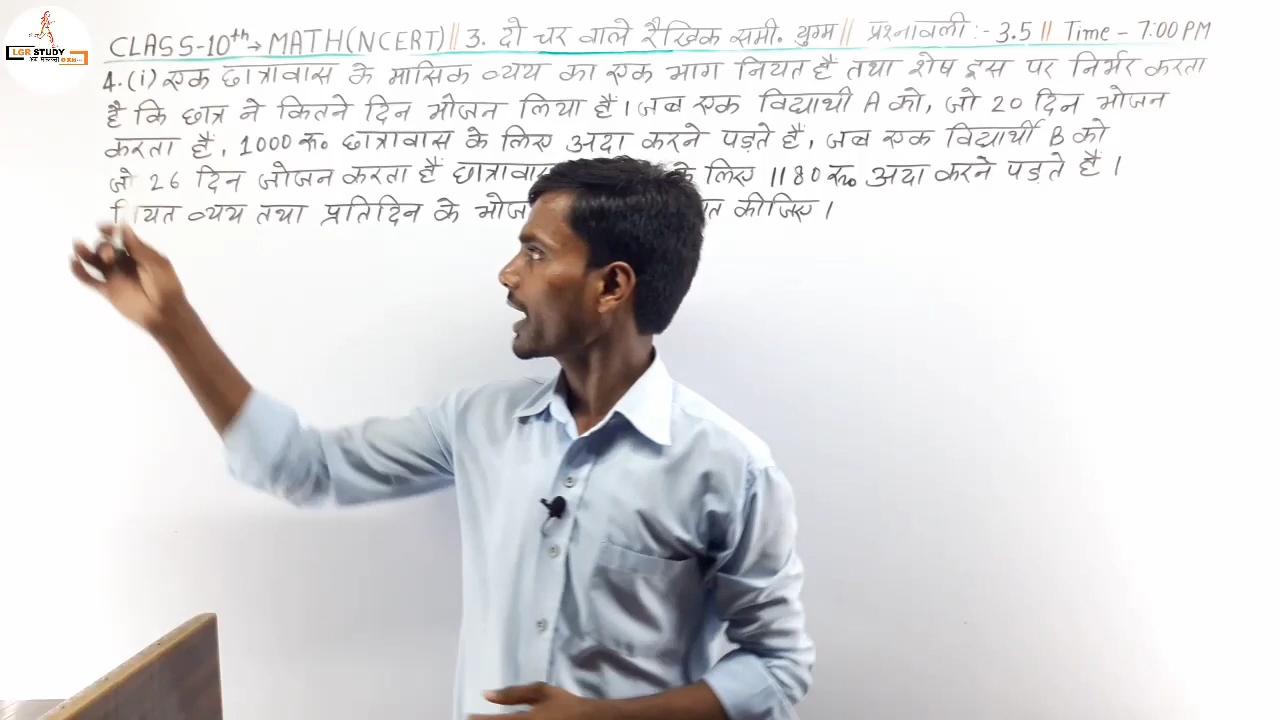 LGR STUDY
CLASS-10th → MATH(NCERT) || 3. दो चर वाले रैखिक समी. युग्म || प्रश्नावली :- 3.5 || Time - 7:00 PM
4.(i) एक छात्रावास के मासिक व्यय का एक भाग नियत है तथा शेष इस पर निर्भर करता
है कि छात्र ने कितने दिन भोजन लिया है। जब एक विद्यार्थी A को, जो 20 दिन भोजन
करता है, 1000 रू० छात्रावास के लिए अदा करने पड़ते हैं, जब एक विद्यार्थी B को
जो 26 दिन भोजन करता है छात्रावास के लिए 1180 रू० अदा करने पड़ते हैं।
नियत व्यय तथा प्रतिदिन के कीजिए।